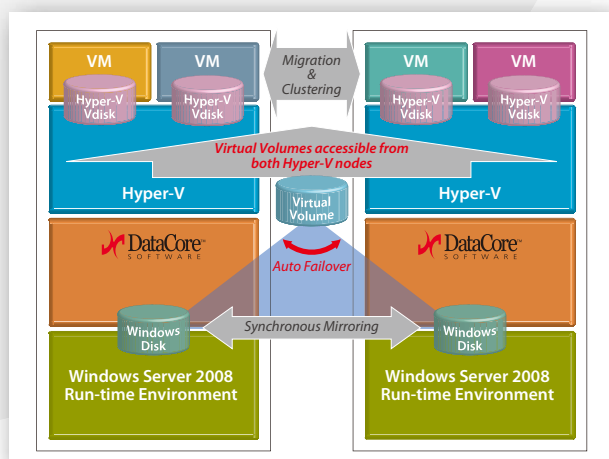 VM
VM
Migration
&
Clustering
VM
VM
Hyper-V
Vdisk
Hyper-V
Vdisk
Hyper-V
Vdisk
Hyper-V
Vdisk
Virtual Volumes accessible from
both Hyper-V nodes
Hyper-V
Virtual
Volume
Hyper-V
DataCore™
SOFTWARE
Auto Failover
DataCore™
SOFTWARE
Windows
Disk
Synchronous Mirroring
Windows
Disk
Windows Server 2008
Run-time Environment
Windows Server 2008
Run-time Environment